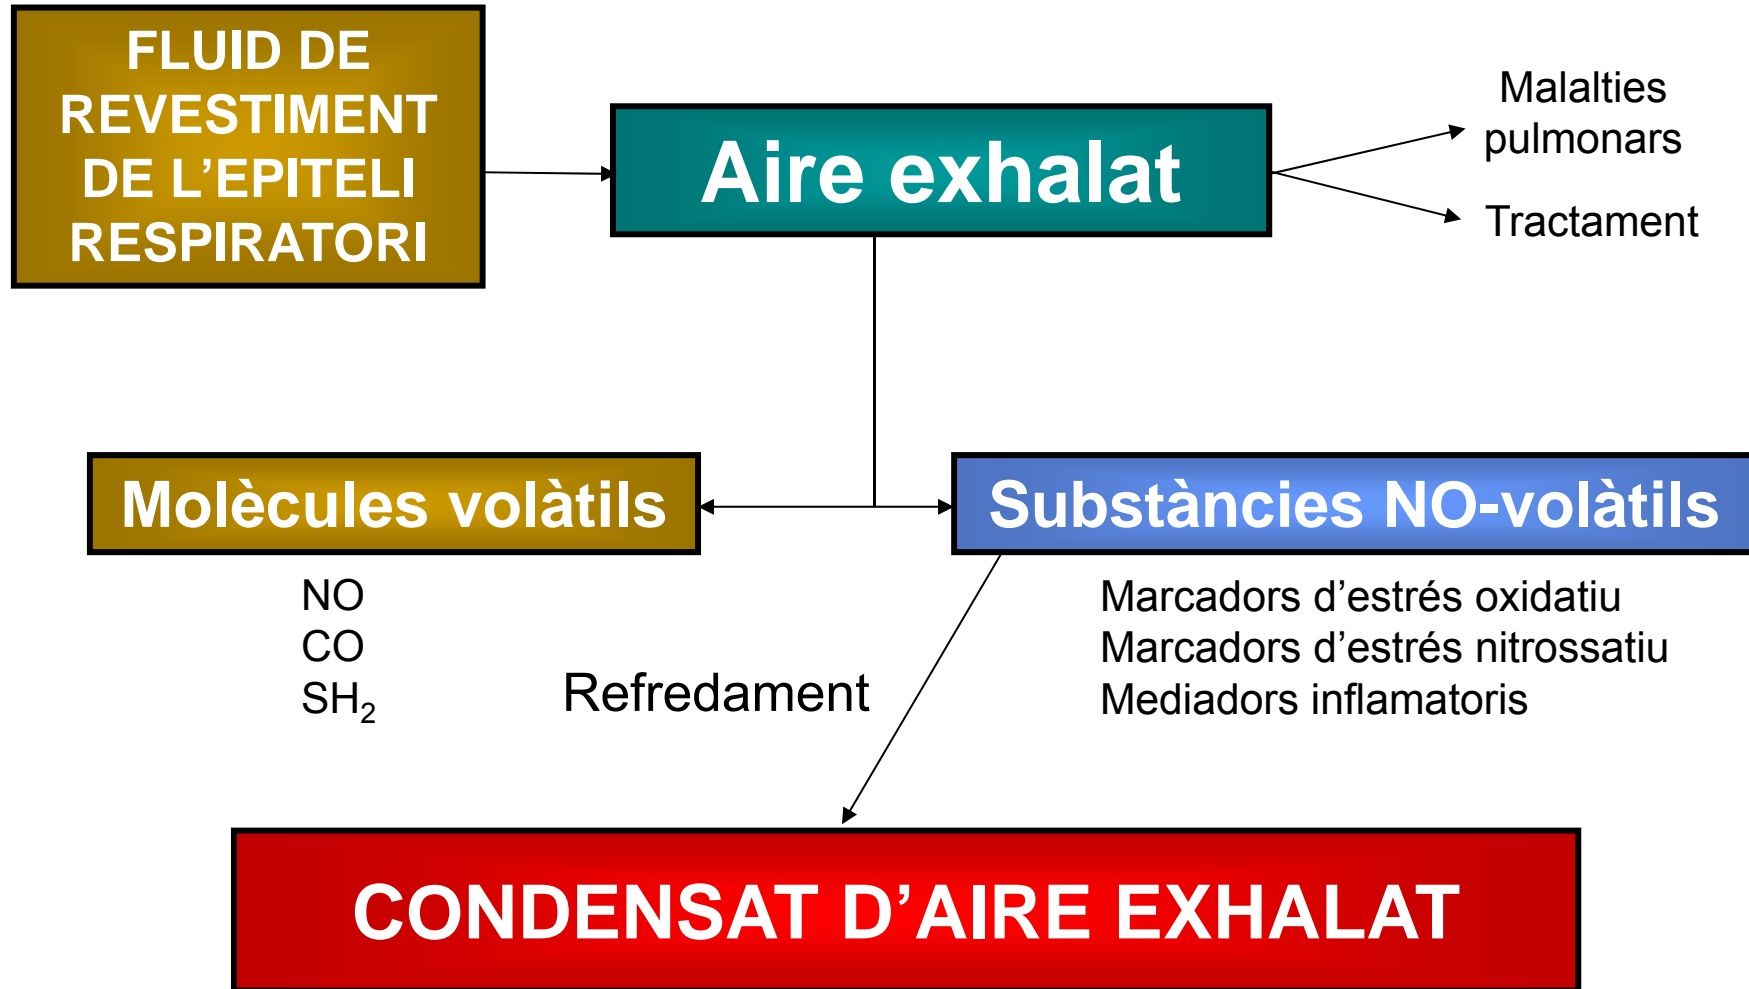 FLUID DE
REVESTIMENT
DE L’EPITELI
RESPIRATORI
Aire exhalat
Malalties
pulmonars
Tractament
Molècules volàtils
NO
CO
SH₂
Substàncies NO-volàtils
Marcadors d’estrés oxidatiu
Marcadors d’estrés nitrossatiu
Mediadors inflamatoris
Refredament
CONDENSAT D’AIRE EXHALAT